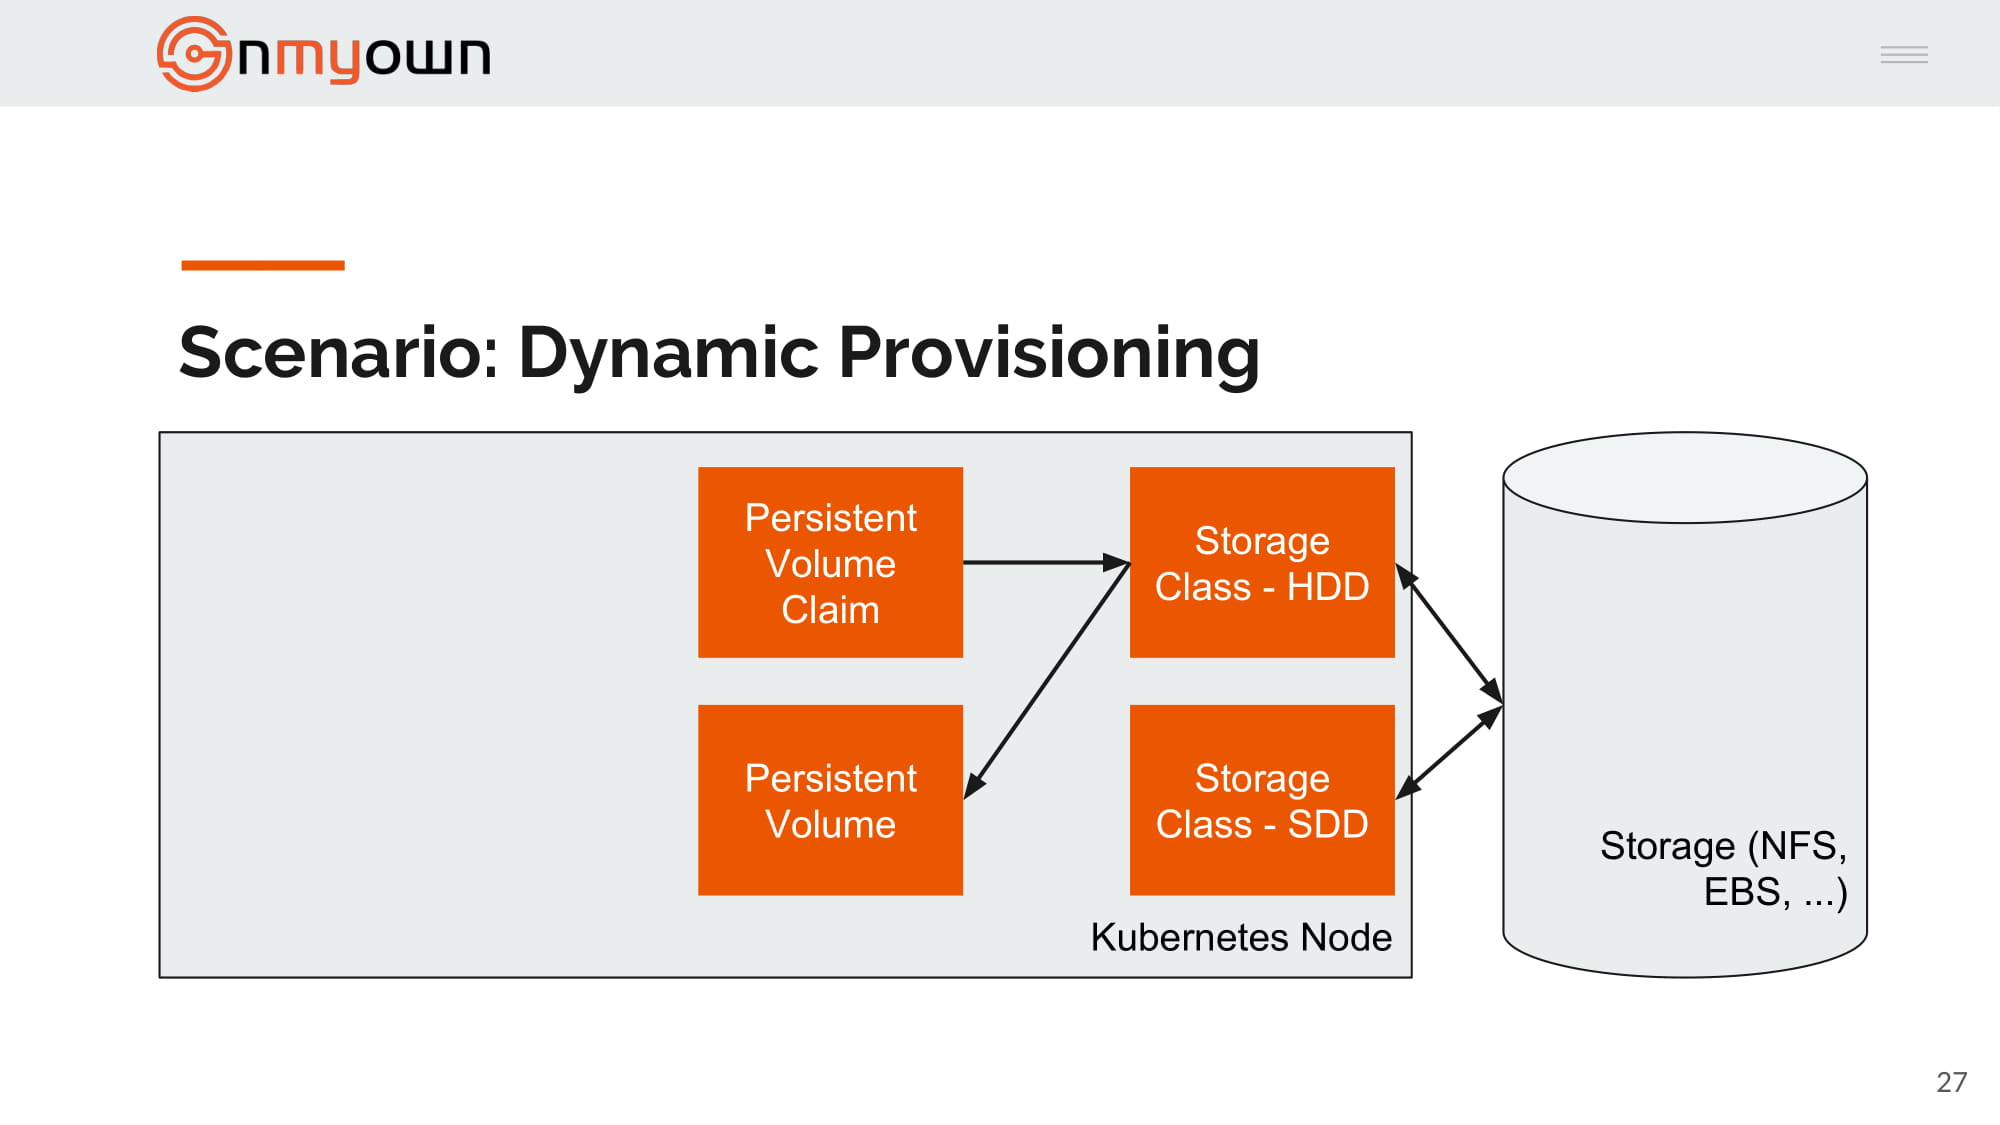 nmyown
Scenario: Dynamic Provisioning
Persistent
Volume
Claim
Storage
Class - HDD
Persistent
Volume
Storage
Class - SDD
Storage (NFS,
EBS, ...)
Kubernetes Node
27